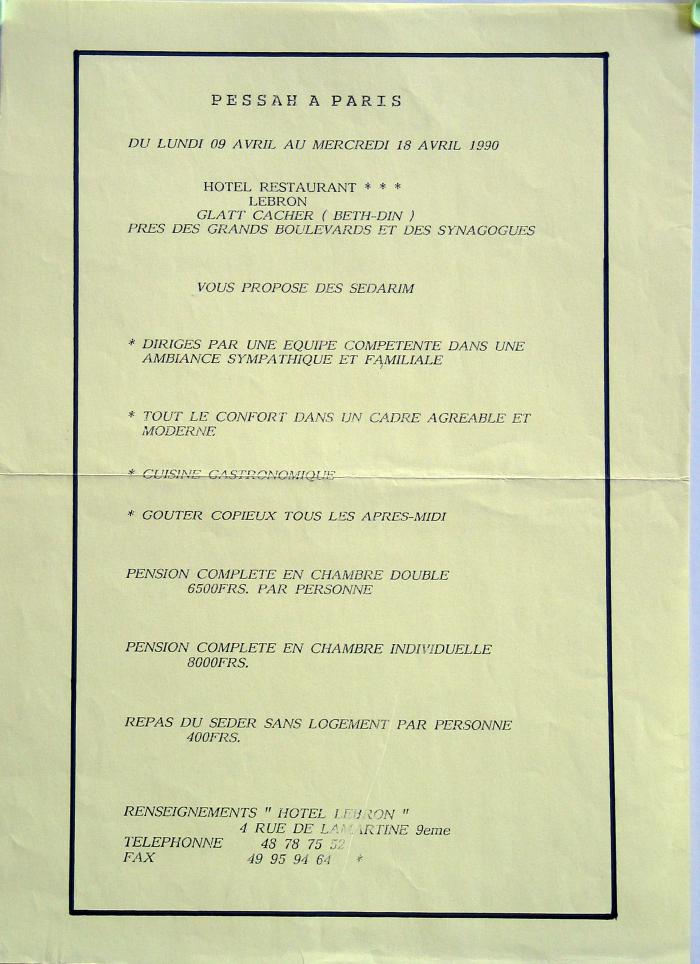 PESSAH A PARIS
DU LUNDI 09 AVRIL AU MERCREDI 18 AVRIL 1990
HOTEL RESTAURANT * * *
LEBRON
GLATT CACHER ( BETH-DIN )
PRES DES GRANDS BOULEVARDS ET DES SYNAGOGUES
VOUS PROPOSE DES SEDARIM
* DIRIGES PAR UNE EQUIPE COMPETENTE DANS UNE
AMBIANCE SYMPATHIQUE ET FAMILIALE
* TOUT LE CONFORT DANS UN CADRE AGREABLE ET
MODERNE
* CUISINE GASTRONOMIQUE
* GOUTER COPIEUX TOUS LES APRES-MIDI
PENSION COMPLETE EN CHAMBRE DOUBLE
6500FRS. PAR PERSONNE
PENSION COMPLETE EN CHAMBRE INDIVIDUELLE
8000FRS.
REPAS DU SEDER SANS LOGEMENT PAR PERSONNE
400FRS.
RENSEIGNEMENTS " HOTEL LEBRON "
4 RUE DE LAMARTINE 9eme
TELEPHONNE 48 78 75 52
FAX 49 95 94 64 *